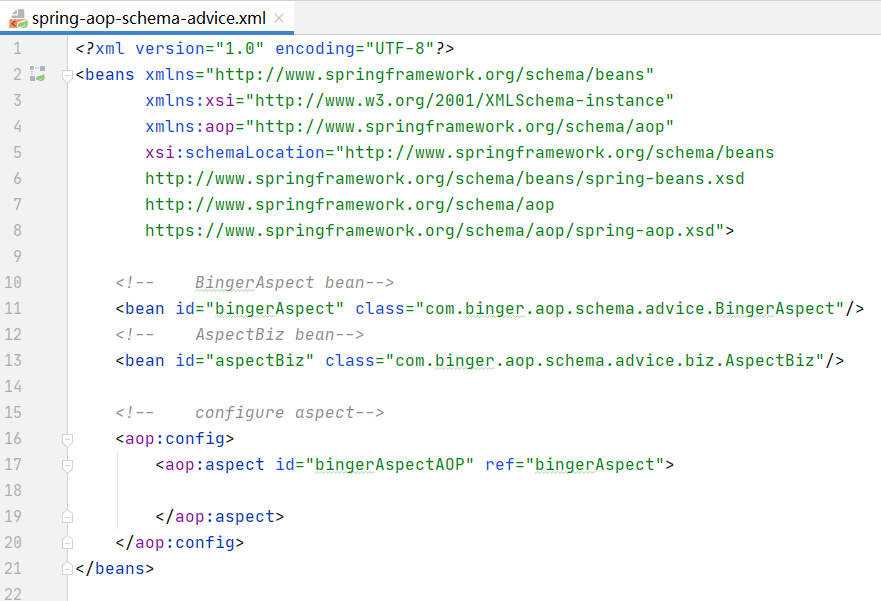 spring-aop-schema-advice.xml
1 <?xml version="1.0" encoding="UTF-8"?>
2 <beans xmlns="http://www.springframework.org/schema/beans"
3 xmlns:xsi="http://www.w3.org/2001/XMLSchema-instance"
4 xmlns:aop="http://www.springframework.org/schema/aop"
5 xsi:schemaLocation="http://www.springframework.org/schema/beans
6 http://www.springframework.org/schema/beans/spring-beans.xsd
7 http://www.springframework.org/schema/aop
8 https://www.springframework.org/schema/aop/spring-aop.xsd">
9
10 <!--    BingerAspect bean-->
11 <bean id="bingerAspect" class="com.binger.aop.schema.advice.BingerAspect"/>
12 <!--    AspectBiz bean-->
13 <bean id="aspectBiz" class="com.binger.aop.schema.advice.biz.AspectBiz"/>
14
15 <!--    configure aspect-->
16 <aop:config>
17 <aop:aspect id="bingerAspectAOP" ref="bingerAspect">
18
19 </aop:aspect>
20 </aop:config>
21 </beans>
22